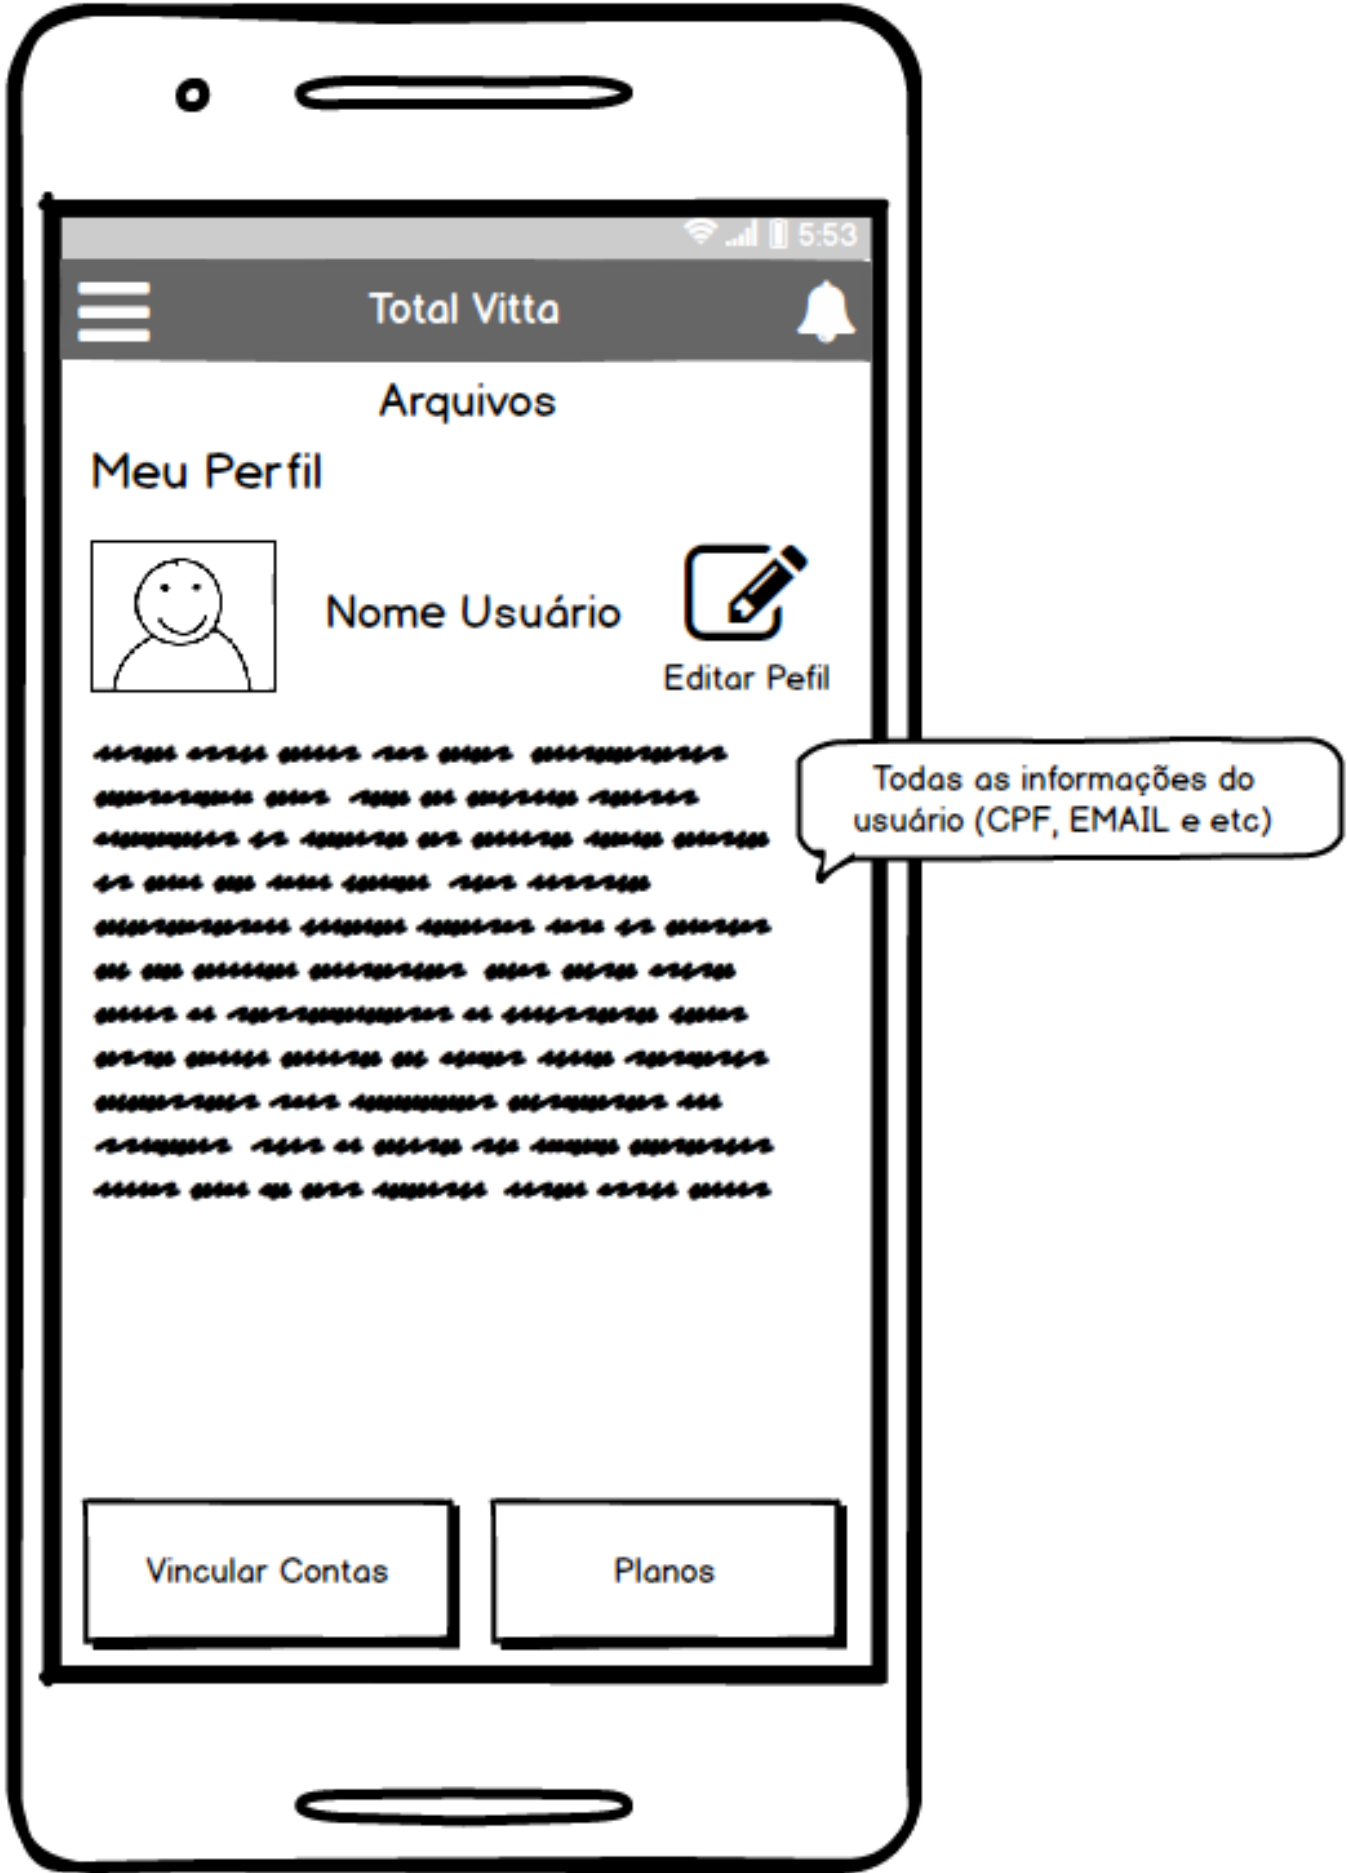 5:53
Total Vitta
Arquivos
Meu Perfil
Nome Usuário
Editar Pefil
Todas as informações do
usuário (CPF, EMAIL e etc)
Vincular Contas
Planos